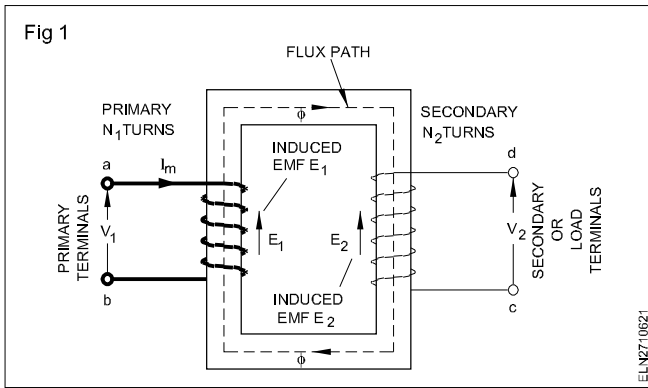 Fig 1
FLUX PATH
ϕ
PRIMARY
N1TURNS
SECONDARY
N2TURNS
INDUCED
EMF E1
a
Im
d
PRIMARY
TERMINALS
V1
E1
E2
V2
SECONDARY
OR
LOAD
TERMINALS
b
c
INDUCED
EMF E2
ϕ
ELN2710621